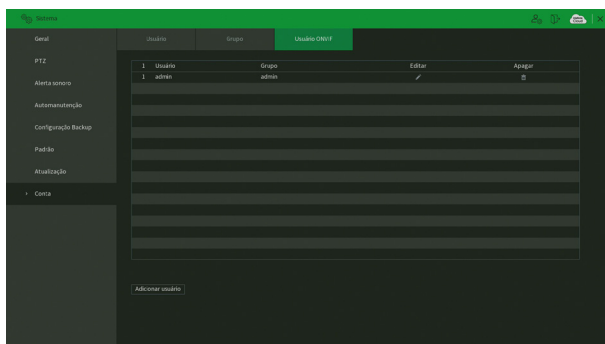 Sistema
Geral
PTZ
Alerta sonoro
Automanutenção
Configuração Backup
Padrão
Atualização
Conta
Usuário Grupo Usuário ONVIF
1 Usuário Grupo Editar Apagar
1 admin admin
Adicionar usuário